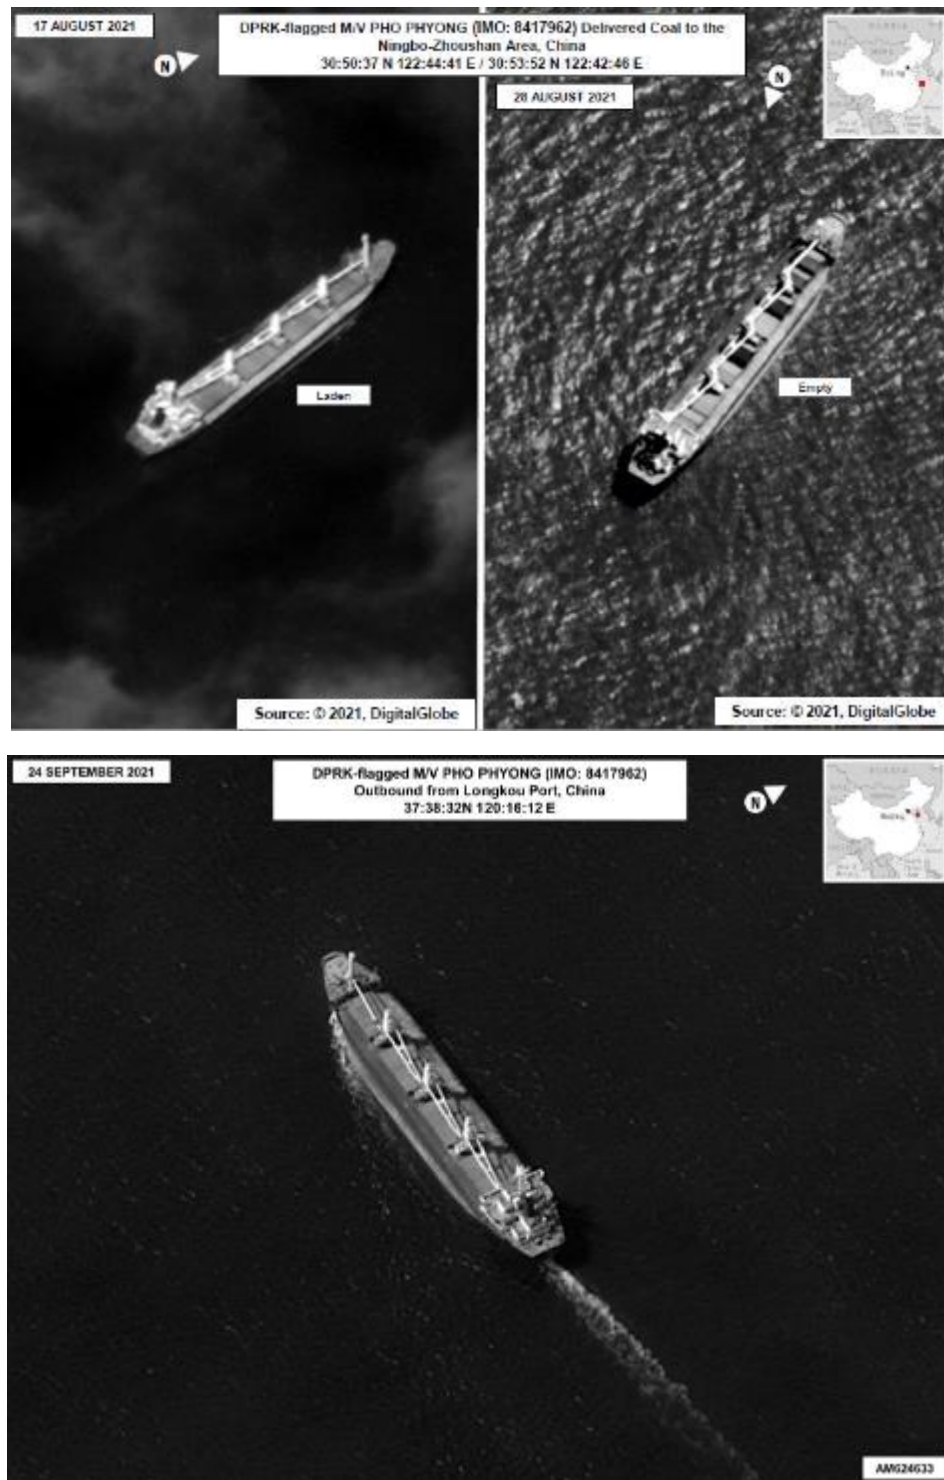 17 AUGUST 2021
DPRK-flagged M/V PHO PHYONG (IMO: 8417962) Delivered Coal to the
Ningbo-Zhoushan Area, China
30:50:37 N 122:44:41 E / 30:53:52 N 122:42:46 E
N
N
28 AUGUST 2021
Beijing
Laden
Empty
Source: © 2021, DigitalGlobe
Source: © 2021, DigitalGlobe
24 SEPTEMBER 2021
DPRK-flagged M/V PHO PHYONG (IMO: 8417962)
Outbound from Longkou Port, China
37:38:32N 120:16:12 E
N
Beijing
AM624633